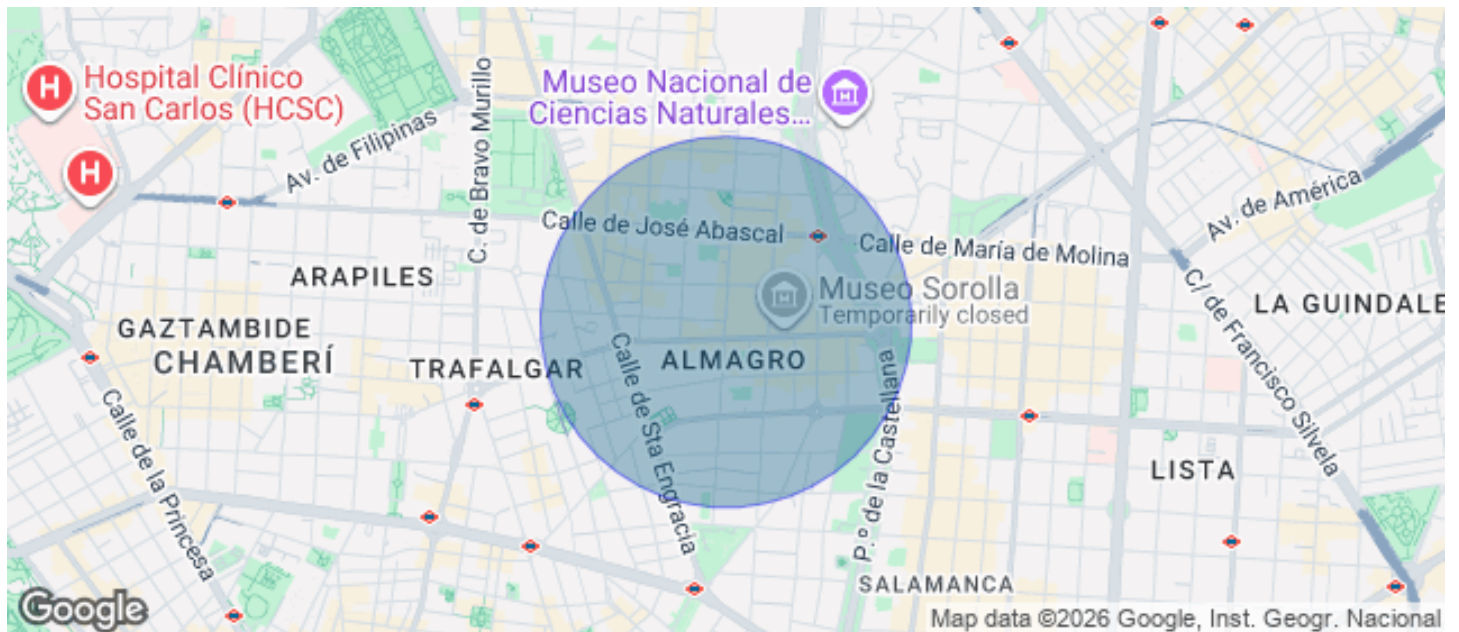 Hospital Clínico
San Carlos (HCSC)
H
H
Av. de Filipinas
C. de Bravo Murillo
Museo Nacional de
Ciencias Naturales...
Calle de José Abascal
Calle de María de Molina
Av. de América
ARAPILES
Museo Sorolla
Temporarily closed
LA GUINDALE
GAZTAMBIDE
CHAMBERÍ
TRAFALGAR
ALMAGRO
C/ de Francisco Silvela
Calle de la Princesa
Calle de Sta Engracia
P.º de la Castellana
LISTA
SALAMANCA
Google
Map data ©2026 Google, Inst. Geogr. Nacional